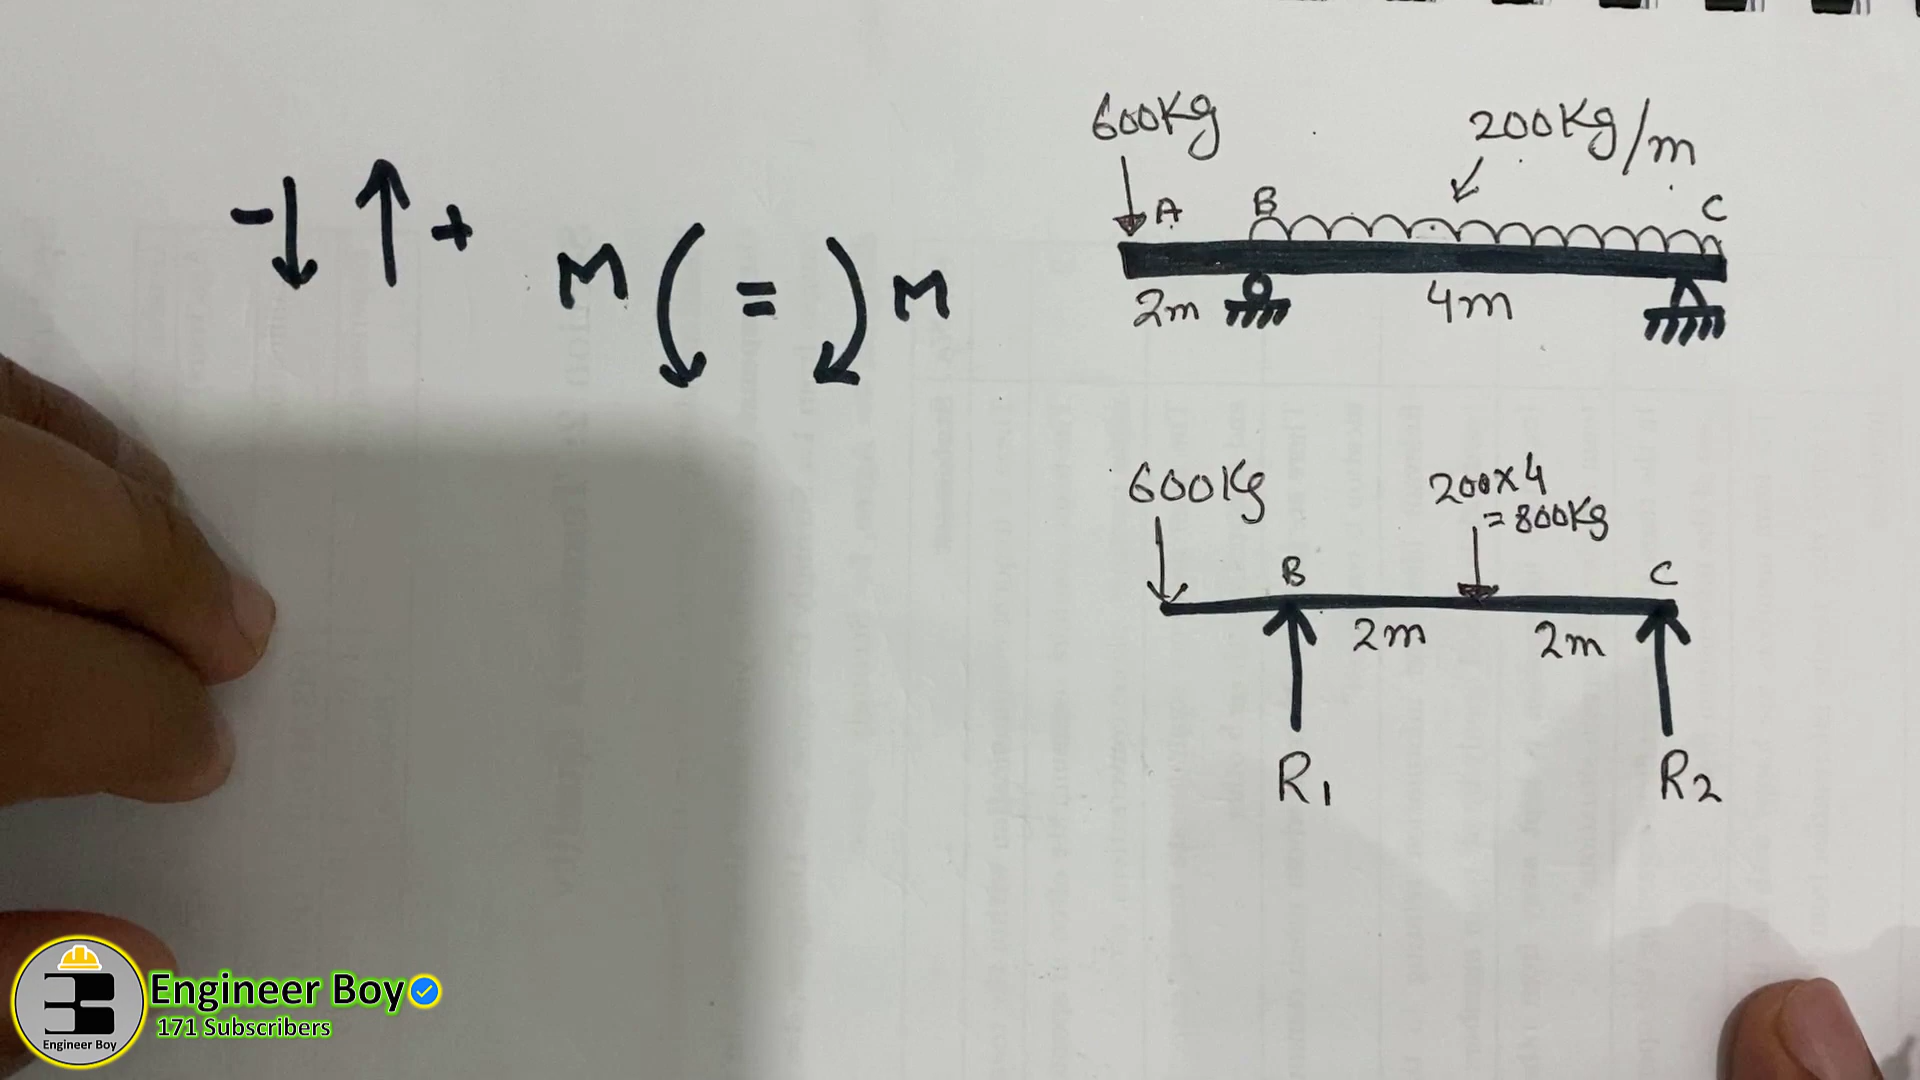 - +
M = M
600Kg
200Kg/m
A
B
C
2m
4m
600Kg
200x4
= 800Kg
B
C
2m
2m
R1
R2
Engineer Boy
171 Subscribers
Engineer Boy